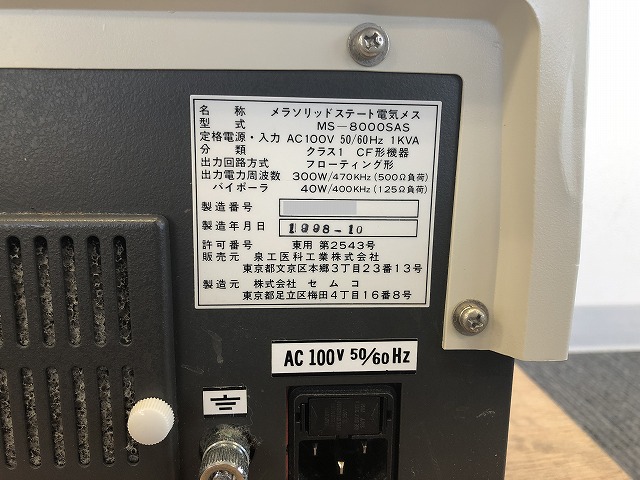 名称 メラソリッドステート電気メス
型式 MS-8000SAS
定格電源・入力 AC100V 50/60Hz 1KVA
分類 クラス1 CF形機器
出力回路方式 フローティング形
出力電力周波数 300W/470KHz(500Ω負荷)
バイポーラ 40W/400KHz(125Ω負荷)
製造番号
製造年月日 1998-10
許可番号 東用 第2543号
販売元 泉工医科工業株式会社
東京都文京区本郷3丁目23番13号
製造元 株式会社 セムコ
東京都足立区梅田4丁目16番8号
AC 100V 50/60Hz